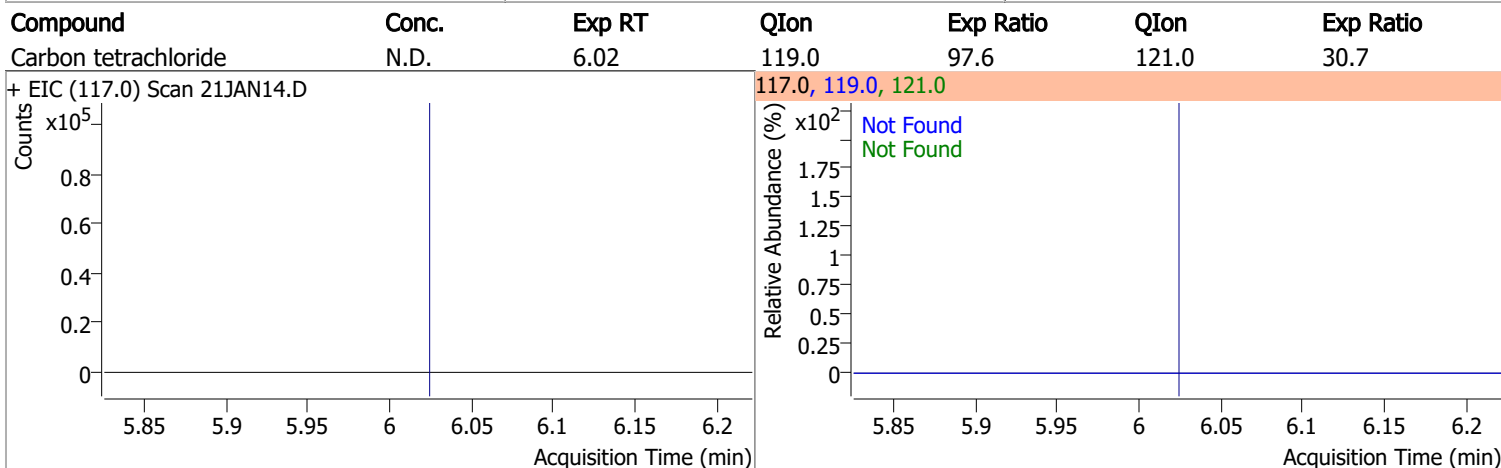 Compound Conc. Exp RT QIon Exp Ratio QIon Exp Ratio
Carbon tetrachloride N.D. 6.02 119.0 97.6 121.0 30.7
+ EIC (117.0) Scan 21JAN14.D
Counts
x10^5
0.8
0.6
0.4
0.2
0
5.85 5.9 5.95 6 6.05 6.1 6.15 6.2
Acquisition Time (min)
117.0, 119.0, 121.0
Relative Abundance (%)
x10^2
Not Found
Not Found
1.75
1.5
1.25
1
0.75
0.5
0.25
0
5.85 5.9 5.95 6 6.05 6.1 6.15 6.2
Acquisition Time (min)